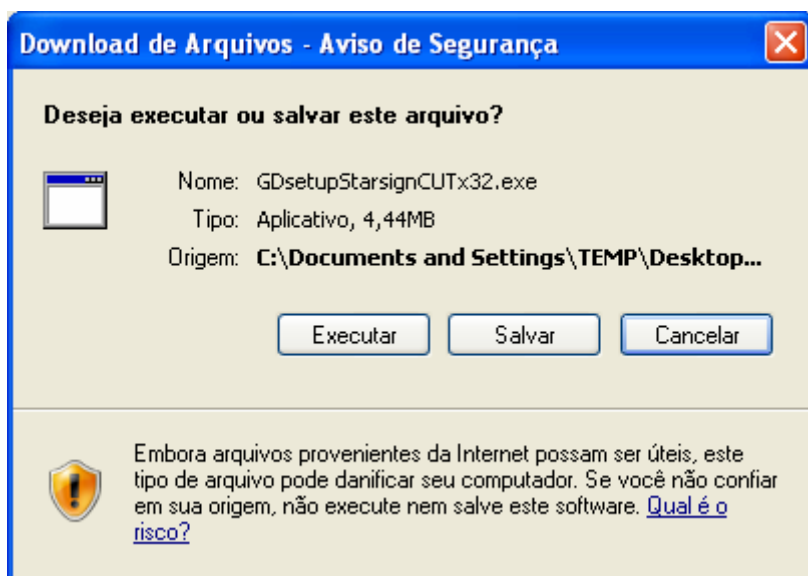 Download de Arquivos - Aviso de Segurança
Deseja executar ou salvar este arquivo?
Nome: GDsetupStarsignCUTx32.exe
Tipo: Aplicativo, 4,44MB
Origem: C:\Documents and Settings\TEMP\Desktop...
Executar Salvar Cancelar
Embora arquivos provenientes da Internet possam ser úteis, este
tipo de arquivo pode danificar seu computador. Se você não confiar
em sua origem, não execute nem salve este software. Qual é o
risco?